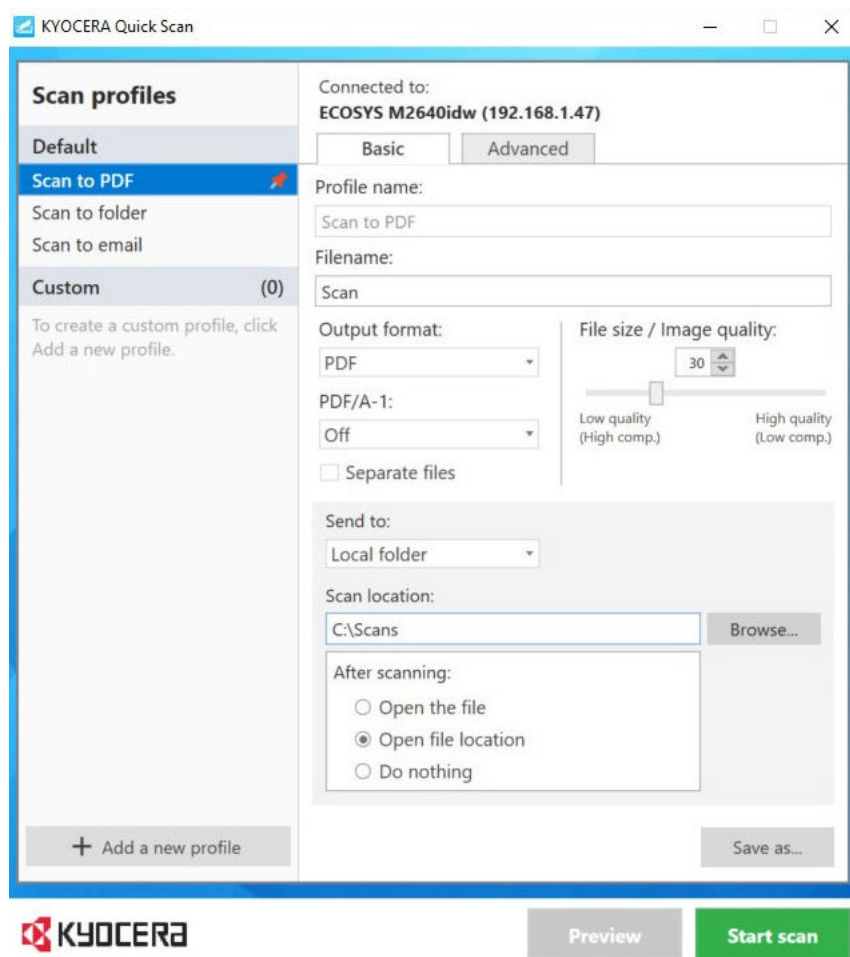 KYOCERA Quick Scan
Scan profiles
Default
Scan to PDF
Scan to folder
Scan to email
Custom (0)
To create a custom profile, click
Add a new profile.
+ Add a new profile
Connected to:
ECOSYS M2640idw (192.168.1.47)
Basic Advanced
Profile name:
Scan to PDF
Filename:
Scan
Output format:
PDF
PDF/A-1:
Off
Separate files
File size / Image quality:
30
Low quality
(High comp.)
High quality
(Low comp.)
Send to:
Local folder
Scan location:
C:\Scans
Browse...
After scanning:
Open the file
Open file location
Do nothing
Save as...
KYOCERA
Preview
Start scan